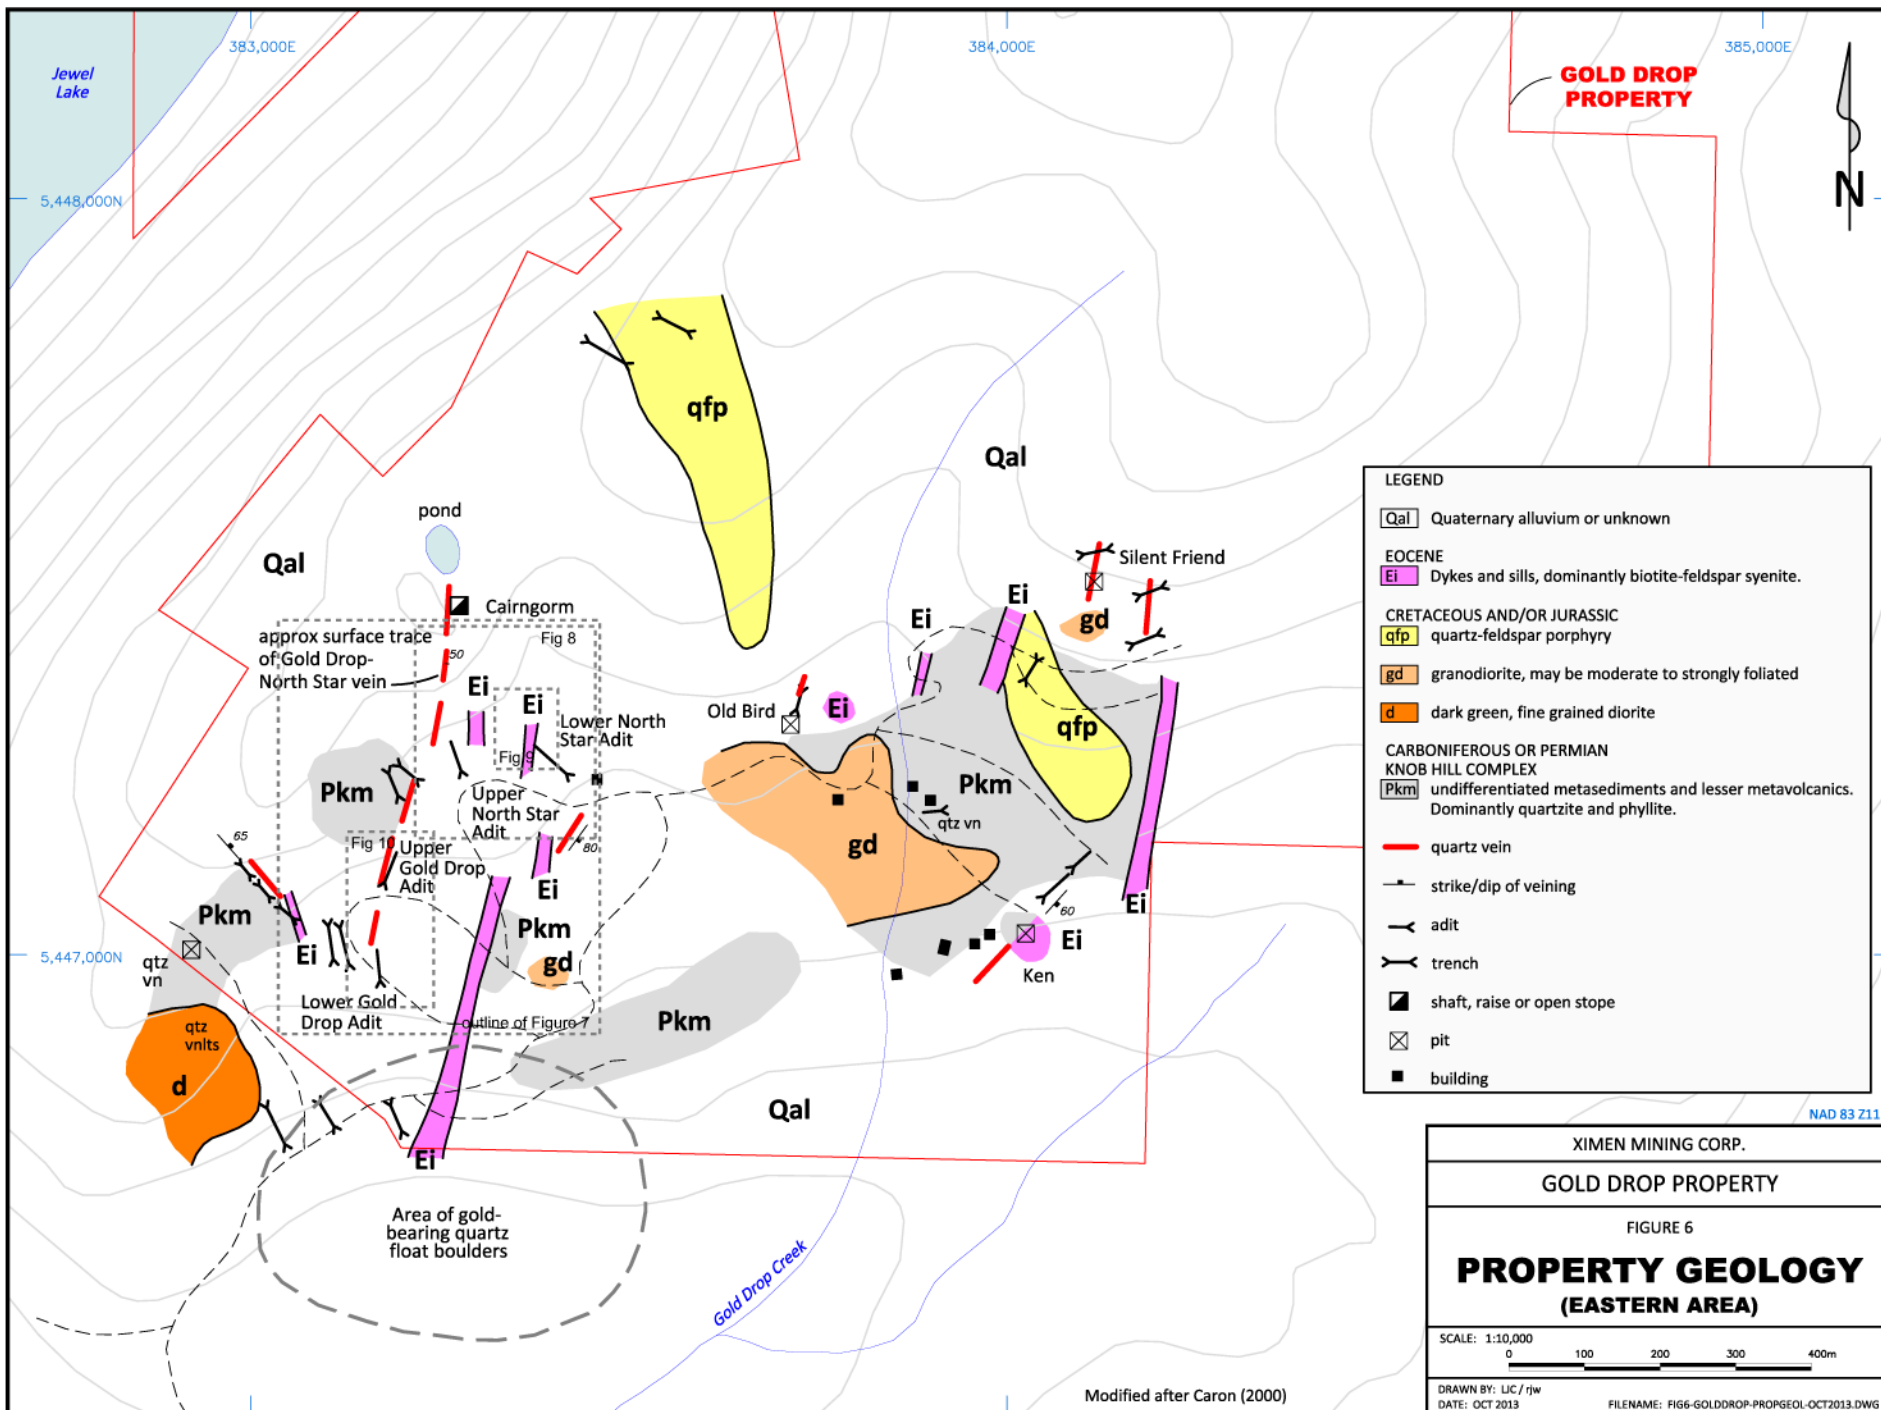 383,000E
384,000E
385,000E
Jewel
Lake
GOLD DROP
PROPERTY
N
5,448,000N
qfp
Qal
pond
Qal
Cairngorm
approx surface trace
of Gold Drop-
North Star vein
Fig 8
50
Ei
Ei
Lower North
Star Adit
Fig 9
Pkm
Upper
North Star
Adit
65
Fig 10
Upper
Gold Drop
Adit
80
Ei
Pkm
Ei
Pkm
gd
qtz
vn
Lower Gold
Drop Adit
outline of Figure 7
5,447,000N
qtz
vnlts
d
Ei
Pkm
Qal
Area of gold-
bearing quartz
float boulders
Old Bird
Ei
Ei
Ei
Silent Friend
gd
qfp
Pkm
qtz vn
gd
60
Ei
Ei
Ken
Gold Drop Creek
Modified after Caron (2000)
LEGEND
Qal Quaternary alluvium or unknown
EOCENE
Ei Dykes and sills, dominantly biotite-feldspar syenite.
CRETACEOUS AND/OR JURASSIC
qfp quartz-feldspar porphyry
gd granodiorite, may be moderate to strongly foliated
d dark green, fine grained diorite
CARBONIFEROUS OR PERMIAN
KNOB HILL COMPLEX
Pkm undifferentiated metasediments and lesser metavolcanics.
Dominantly quartzite and phyllite.
quartz vein
strike/dip of veining
adit
trench
shaft, raise or open stope
pit
building
NAD 83 Z11
XIMEN MINING CORP.
GOLD DROP PROPERTY
FIGURE 6
PROPERTY GEOLOGY
(EASTERN AREA)
SCALE: 1:10,000
0 100 200 300 400m
DRAWN BY: LJC / rjw
DATE: OCT 2013
FILENAME: FIG6-GOLDDROP-PROPGEOL-OCT2013.DWG